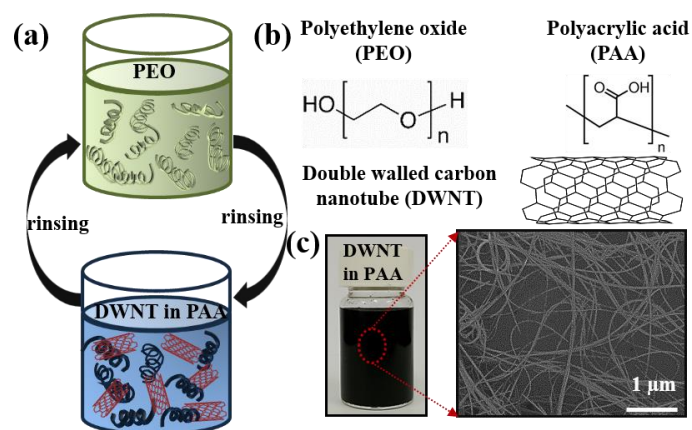 (a)
PEO
rinsing
rinsing
DWNT in PAA
(b)
Polyethylene oxide
(PEO)
HO
O
H
n
Polyacrylic acid
(PAA)
O
OH
n
Double walled carbon
nanotube (DWNT)
(c)
DWNT
in PAA
1 μm